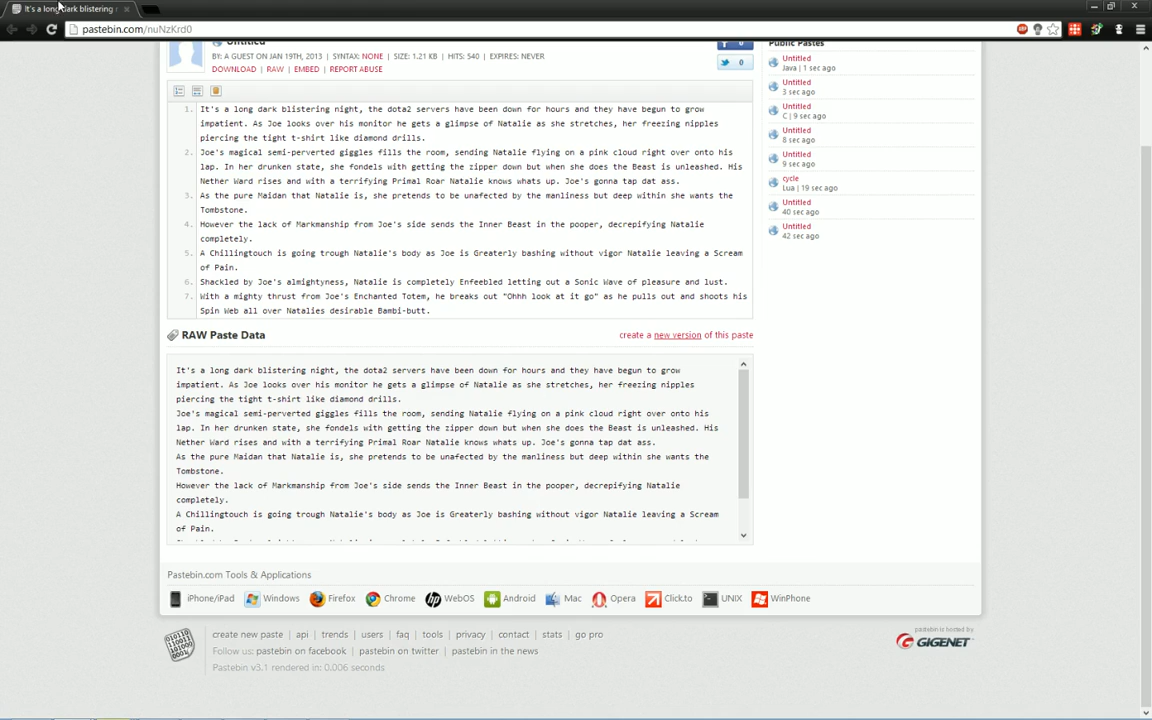 It's a long dark blistering
pastebin.com/nuNzKrd0
Untitled
BY: A GUEST ON JAN 19TH, 2013 | SYNTAX: NONE | SIZE: 1.21 KB | HITS: 540 | EXPIRES: NEVER
DOWNLOAD | RAW | EMBED | REPORT ABUSE
0
0
1. It's a long dark blistering night, the dota2 servers have been down for hours and they have begun to grow
impatient. As Joe looks over his monitor he gets a glimpse of Natalie as she stretches, her freezing nipples
piercing the tight t-shirt like diamond drills.
2. Joe's magical semi-perverted giggles fills the room, sending Natalie flying on a pink cloud right over onto his
lap. In her drunken state, she fondels with getting the zipper down but when she does the Beast is unleashed. His
Nether Ward rises and with a terrifying Primal Roar Natalie knows whats up. Joe's gonna tap dat ass.
3. As the pure Maidan that Natalie is, she pretends to be unafected by the manliness but deep within she wants the
Tombstone.
4. However the lack of Markmanship from Joe's side sends the Inner Beast in the pooper, decrepifying Natalie
completely.
5. A Chillingtouch is going trough Natalie's body as Joe is Greaterly bashing without vigor Natalie leaving a Scream
of Pain.
6. Shackled by Joe's almightyness, Natalie is completely Enfeebled letting out a Sonic Wave of pleasure and lust.
7. With a mighty thrust from Joe's Enchanted Totem, he breaks out "Ohhh look at it go" as he pulls out and shoots his
Spin Web all over Natalies desirable Bambi-butt.
RAW Paste Data
create a new version of this paste
It's a long dark blistering night, the dota2 servers have been down for hours and they have begun to grow
impatient. As Joe looks over his monitor he gets a glimpse of Natalie as she stretches, her freezing nipples
piercing the tight t-shirt like diamond drills.
Joe's magical semi-perverted giggles fills the room, sending Natalie flying on a pink cloud right over onto his
lap. In her drunken state, she fondels with getting the zipper down but when she does the Beast is unleashed. His
Nether Ward rises and with a terrifying Primal Roar Natalie knows whats up. Joe's gonna tap dat ass.
As the pure Maidan that Natalie is, she pretends to be unafected by the manliness but deep within she wants the
Tombstone.
However the lack of Markmanship from Joe's side sends the Inner Beast in the pooper, decrepifying Natalie
completely.
A Chillingtouch is going trough Natalie's body as Joe is Greaterly bashing without vigor Natalie leaving a Scream
of Pain.
Public Pastes
Untitled
Java | 1 sec ago
Untitled
3 sec ago
Untitled
C | 9 sec ago
Untitled
8 sec ago
Untitled
9 sec ago
cycle
Lua | 19 sec ago
Untitled
40 sec ago
Untitled
42 sec ago
Pastebin.com Tools & Applications
iPhone/iPad Windows Firefox Chrome WebOS Android Mac Opera Click.to UNIX WinPhone
create new paste | api | trends | users | faq | tools | privacy | contact | stats | go pro
Follow us: pastebin on facebook | pastebin on twitter | pastebin in the news
Pastebin v3.1 rendered in: 0.006 seconds
pastebin is hosted by
GIGENET